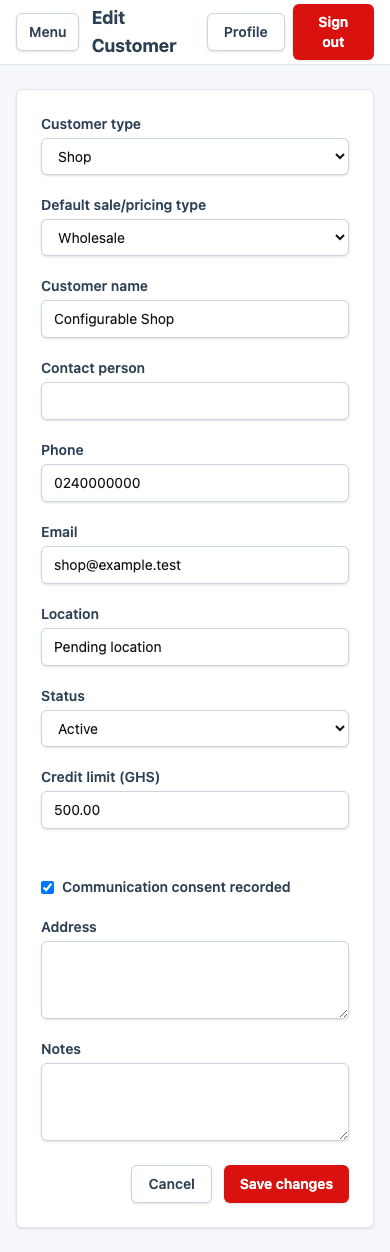 Menu
Edit
Customer
Profile
Sign
out
Customer type
Shop
Default sale/pricing type
Wholesale
Customer name
Configurable Shop
Contact person
Phone
0240000000
Email
shop@example.test
Location
Pending location
Status
Active
Credit limit (GHS)
500.00
Communication consent recorded
Address
Notes
Cancel
Save changes